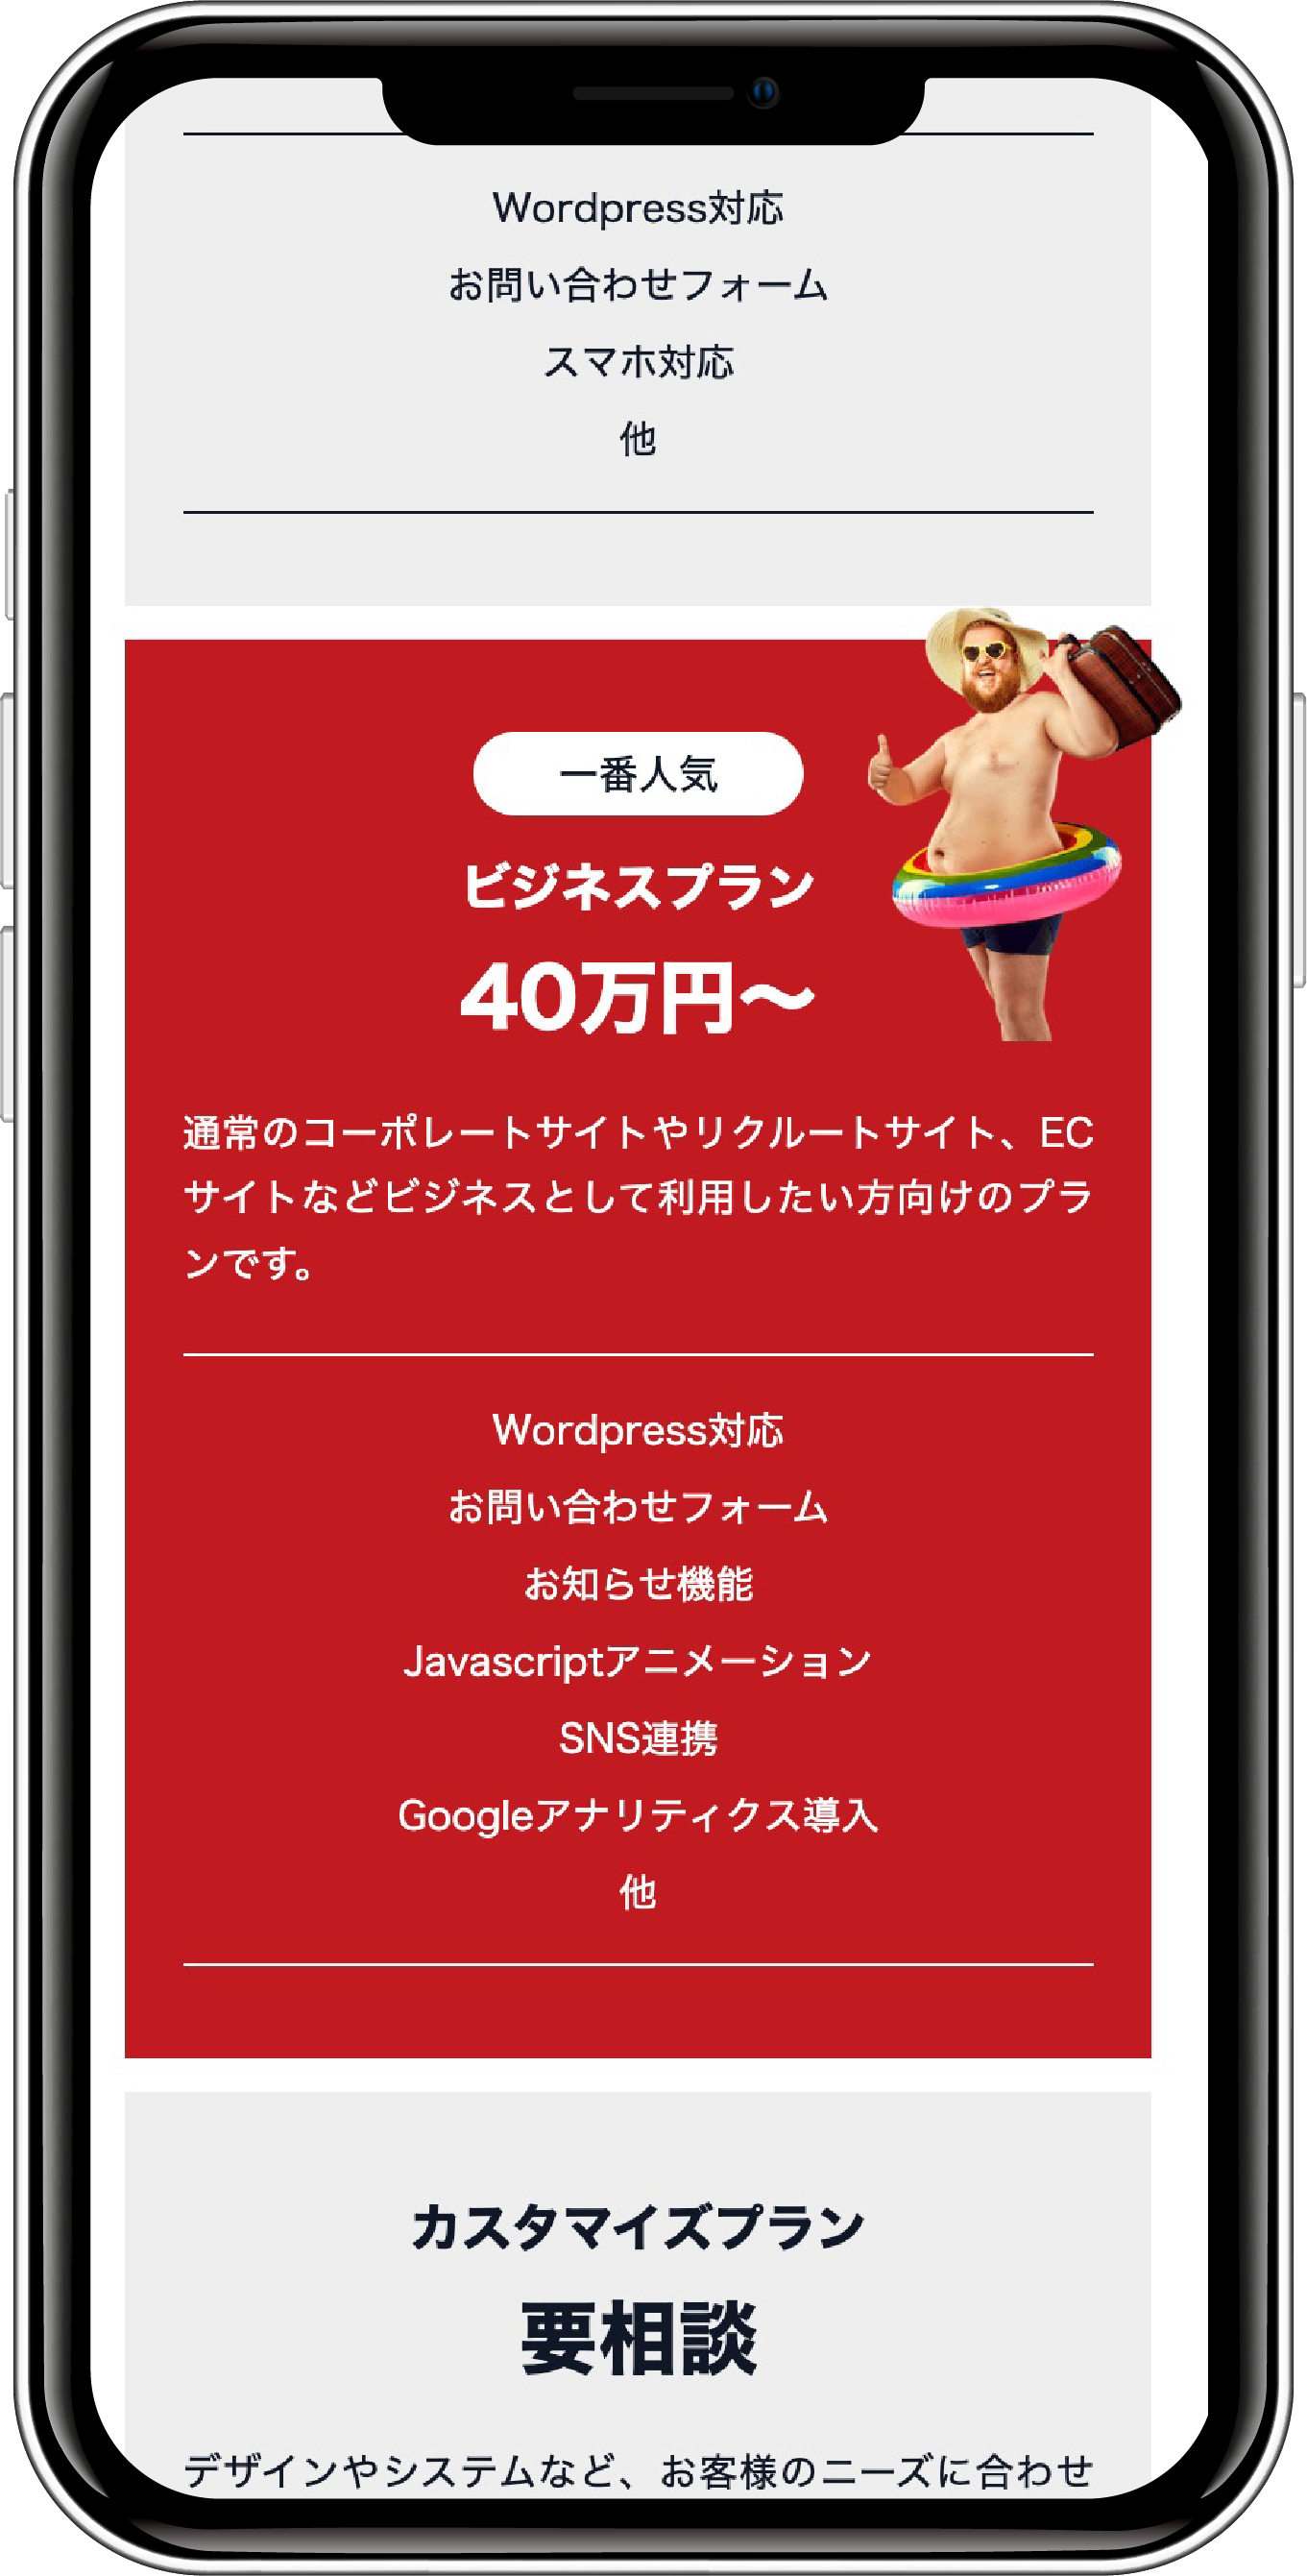 Wordpress対応
お問い合わせフォーム
スマホ対応
他
一番人気
ビジネスプラン
40万円〜
通常のコーポレートサイトやリクルートサイト、EC
サイトなどビジネスとして利用したい方向けのプラ
ンです。
Wordpress対応
お問い合わせフォーム
お知らせ機能
Javascriptアニメーション
SNS連携
Googleアナリティクス導入
他
カスタマイズプラン
要相談
デザインやシステムなど、お客様のニーズに合わせ